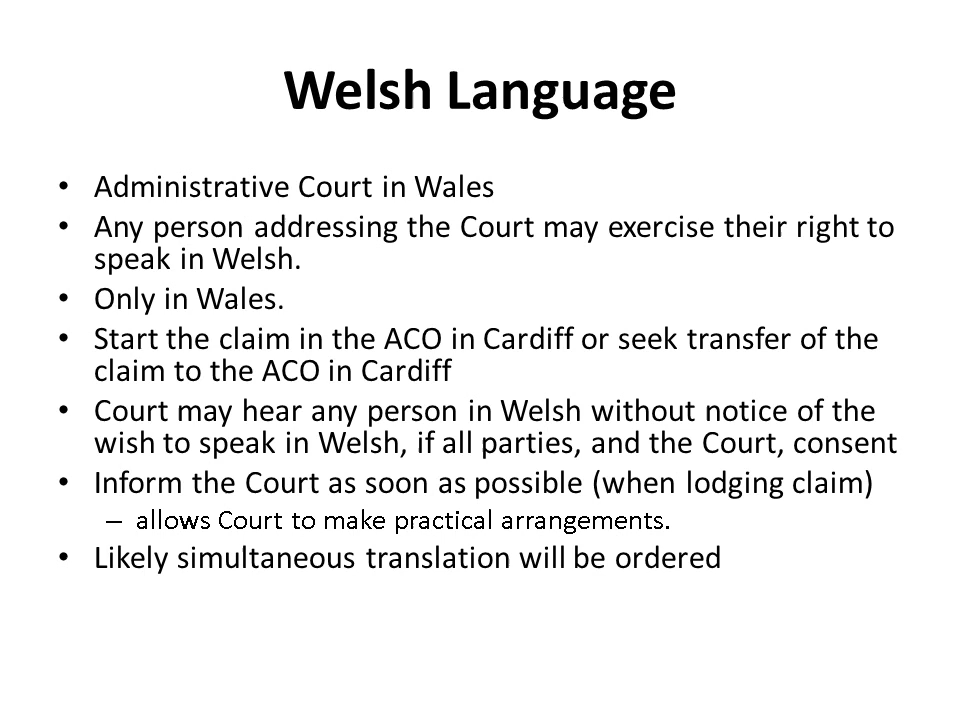 Welsh Language
• Administrative Court in Wales
• Any person addressing the Court may exercise their right to
speak in Welsh.
• Only in Wales.
• Start the claim in the ACO in Cardiff or seek transfer of the
claim to the ACO in Cardiff
• Court may hear any person in Welsh without notice of the
wish to speak in Welsh, if all parties, and the Court, consent
• Inform the Court as soon as possible (when lodging claim)
– allows Court to make practical arrangements.
• Likely simultaneous translation will be ordered